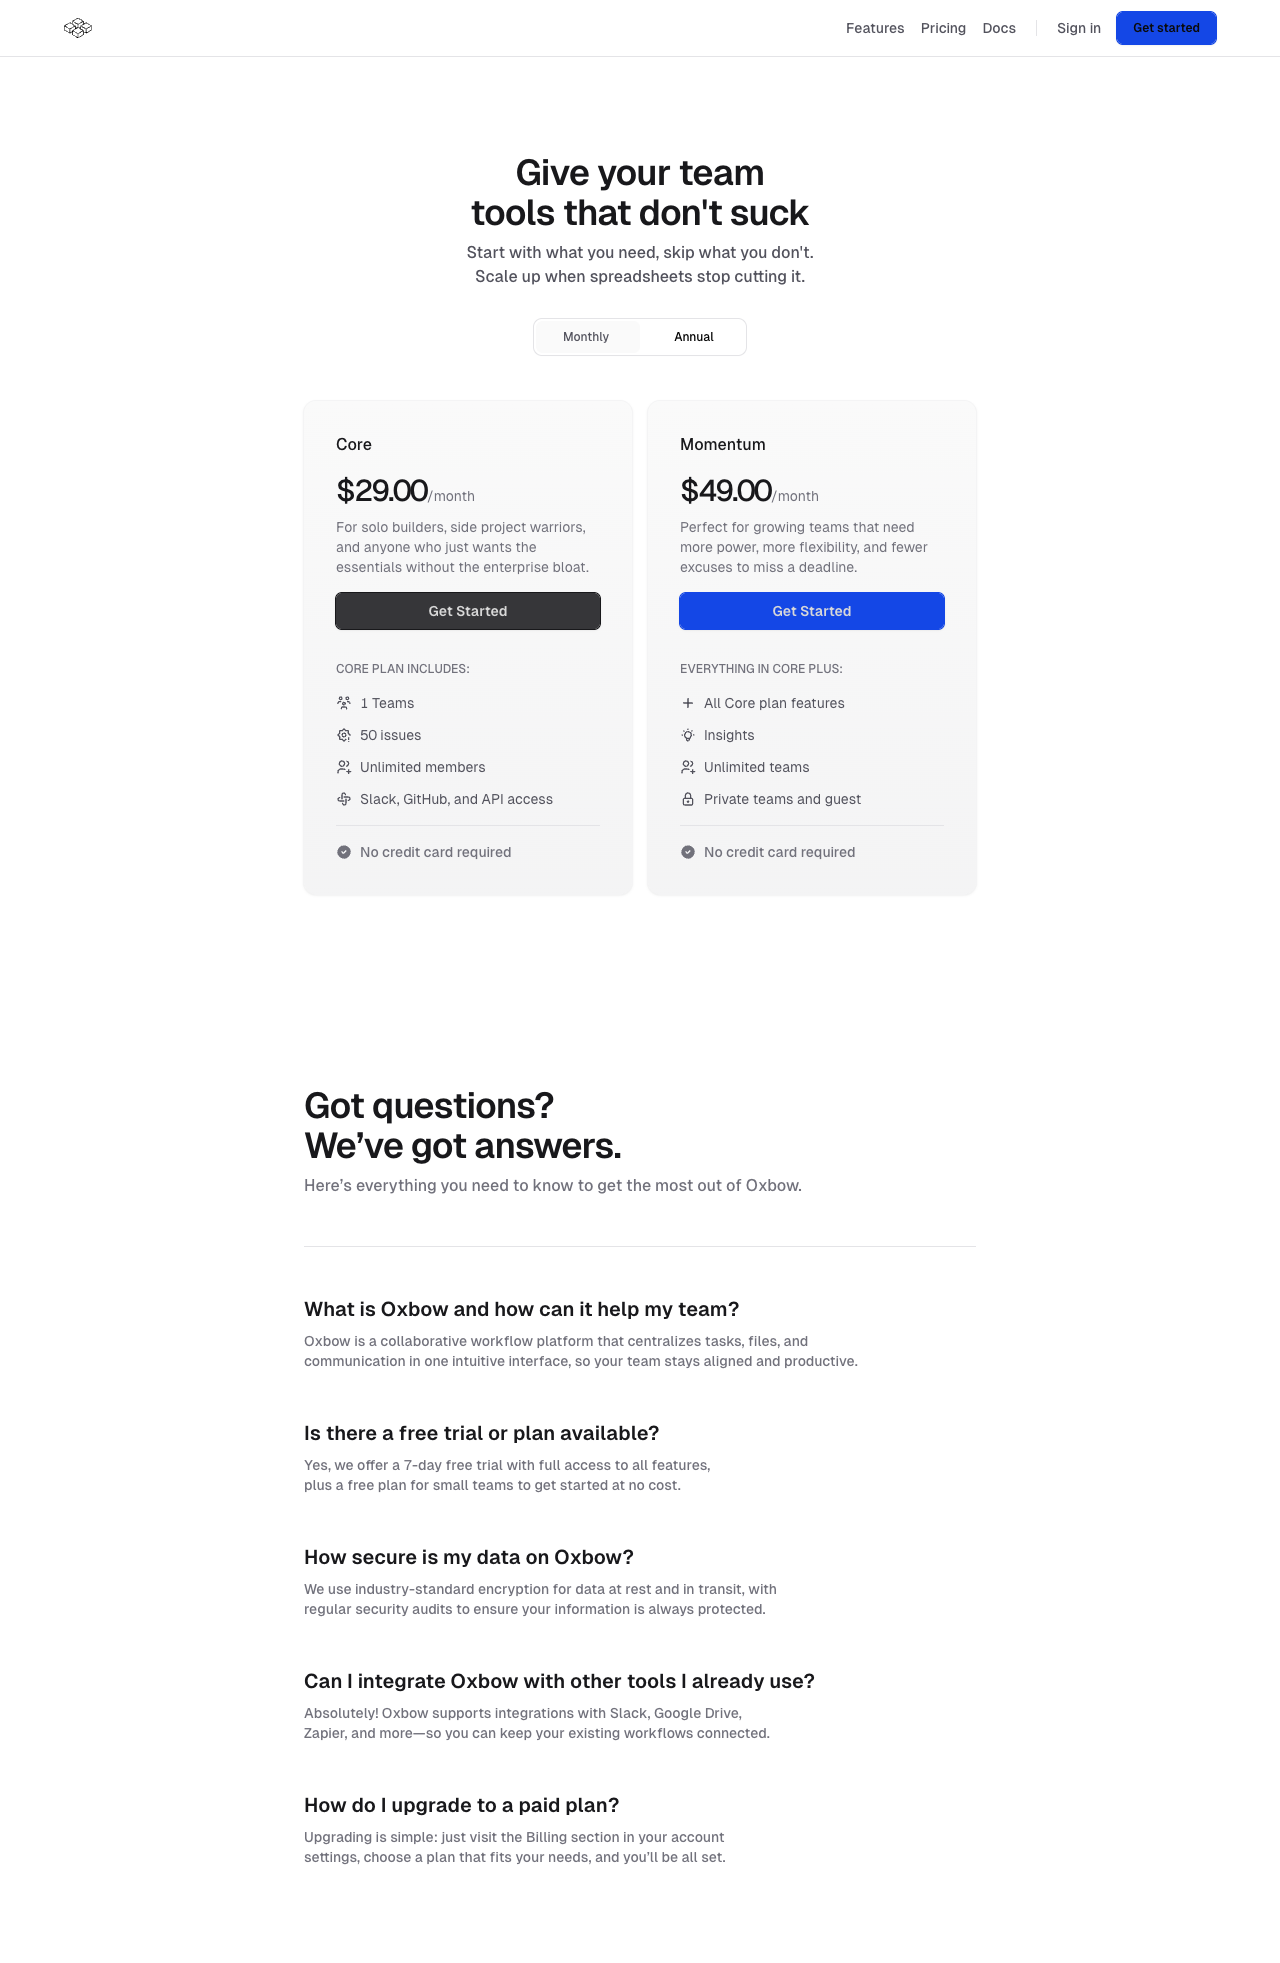 Features
Pricing
Docs
Sign in
Get started
Give your team
tools that don't suck
Start with what you need, skip what you don't.
Scale up when spreadsheets stop cutting it.
Monthly
Annual
Core
$29.00/month
For solo builders, side project warriors,
and anyone who just wants the
essentials without the enterprise bloat.
Get Started
CORE PLAN INCLUDES:
1 Teams
50 issues
Unlimited members
Slack, GitHub, and API access
No credit card required
Momentum
$49.00/month
Perfect for growing teams that need
more power, more flexibility, and fewer
excuses to miss a deadline.
Get Started
EVERYTHING IN CORE PLUS:
All Core plan features
Insights
Unlimited teams
Private teams and guest
No credit card required
Got questions?
We’ve got answers.
Here’s everything you need to know to get the most out of Oxbow.
What is Oxbow and how can it help my team?
Oxbow is a collaborative workflow platform that centralizes tasks, files, and
communication in one intuitive interface, so your team stays aligned and productive.
Is there a free trial or plan available?
Yes, we offer a 7-day free trial with full access to all features,
plus a free plan for small teams to get started at no cost.
How secure is my data on Oxbow?
We use industry-standard encryption for data at rest and in transit, with
regular security audits to ensure your information is always protected.
Can I integrate Oxbow with other tools I already use?
Absolutely! Oxbow supports integrations with Slack, Google Drive,
Zapier, and more—so you can keep your existing workflows connected.
How do I upgrade to a paid plan?
Upgrading is simple: just visit the Billing section in your account
settings, choose a plan that fits your needs, and you’ll be all set.